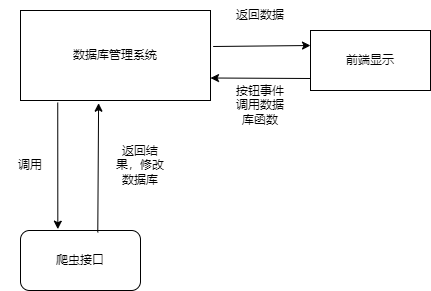 返回数据
数据库管理系统
前端显示
按钮事件
调用数据
库函数
调用
返回结
果，修改
数据库
爬虫接口